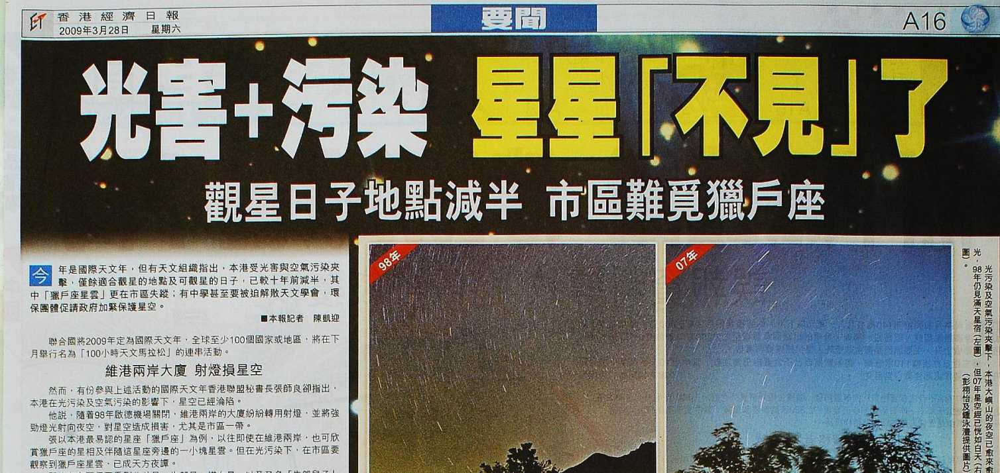 香港經濟日報
2009年3月28日 星期六
要聞
A16
光害+污染 星星「不見」了
觀星日子地點減半 市區難覓獵戶座
今年是國際天文年，但有天文組織指出，本港受光害與空氣污染夾
擊，僅餘適合觀星的地點及可觀星的日子，已較十年前減半，其
中「獵戶座星雲」更在市區失蹤；有中學甚至要被迫解散天文學會，環
保團體促請政府加緊保護星空。
■本報記者 陳凱迎
聯合國將2009年定為國際天文年，全球至少100個國家或地區，將在下
月舉行名為「100小時天文馬拉松」的連串活動。
維港兩岸大廈 射燈損星空
然而，有份參與上述活動的國際天文年香港聯盟秘書長張師良卻指出，
本港在光污染及空氣污染的影響下，星空已經淪陷。
他說，隨着98年啟德機場關閉，維港兩岸的大廈紛紛轉用射燈，並將強
勁燈光射向夜空，對星空造成損害，尤其是市區一帶。
張以本港最易認的星座「獵戶座」為例，以往即使在維港兩岸，也可欣
賞獵戶座的星相及伴隨這星座旁邊的一小塊星雲。但在光污染下，在市區要
觀察到獵戶座星雲，已成天方夜譚。
98年
07年
光污染及空氣污染夾擊下，本港大嶼山的夜空已愈來愈
光，98年仍見滿天星宿（左圖），但07年星空經已恍如白天（右
圖）。
（彭栩怡及鍾泳灃提供圖片）